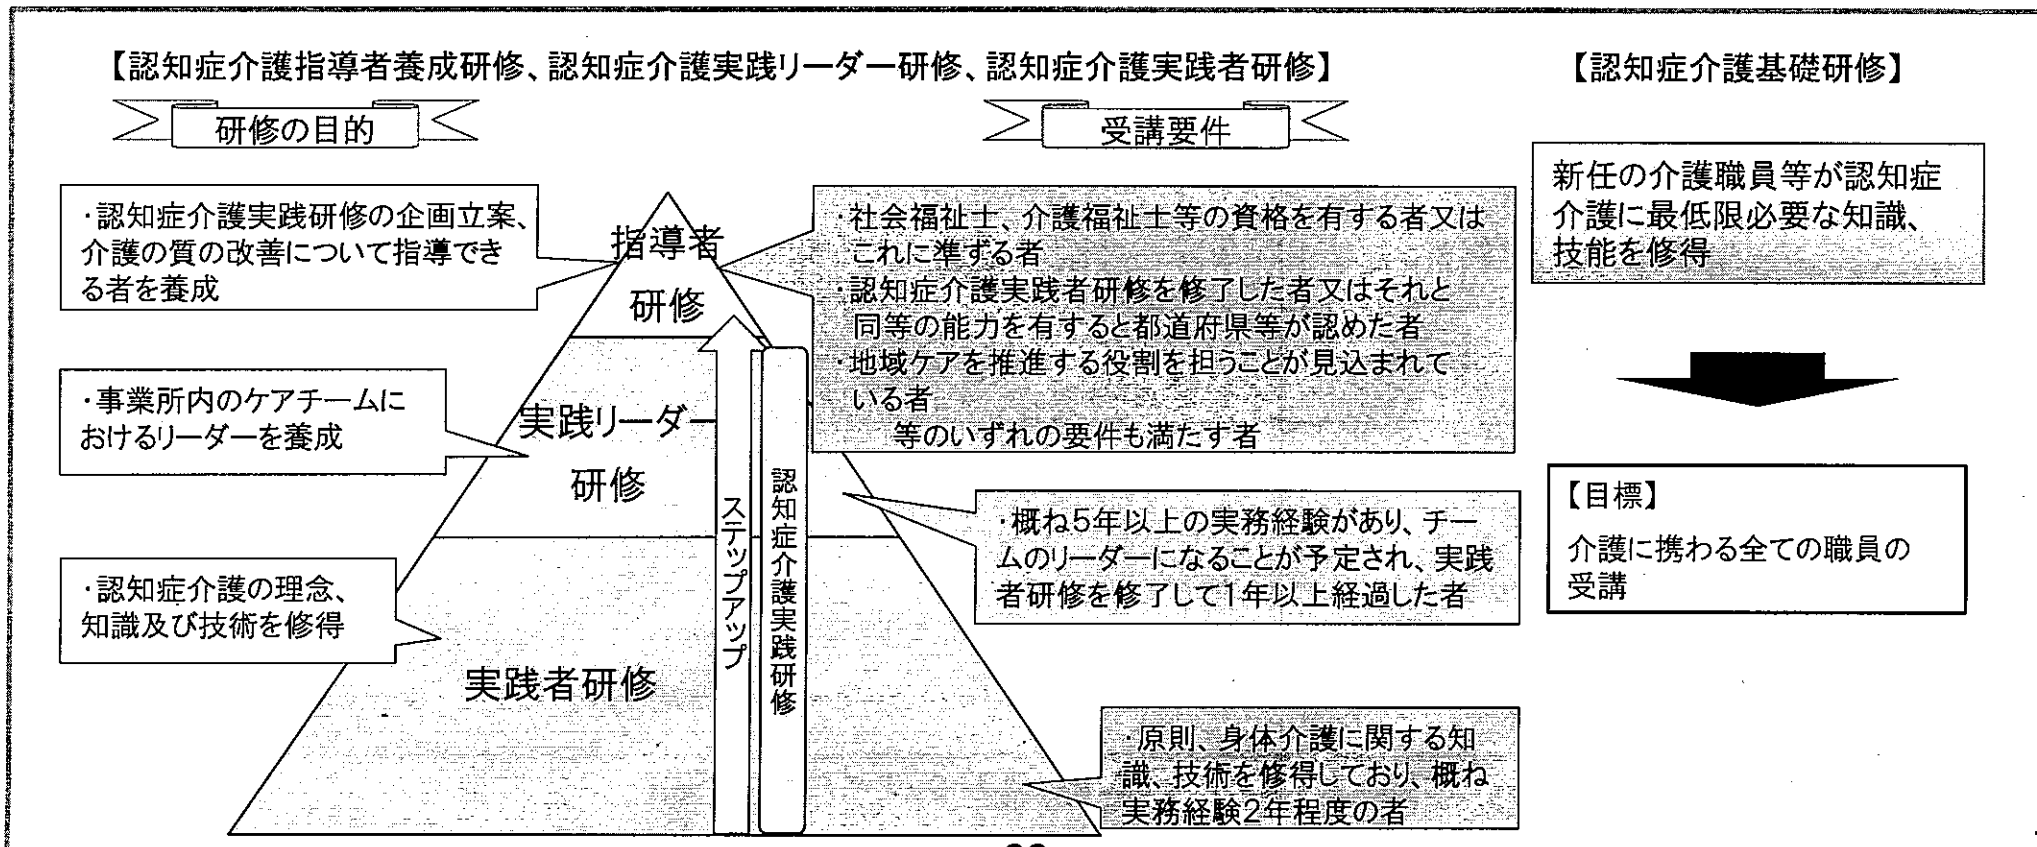 【認知症介護指導者養成研修、認知症介護実践リーダー研修、認知症介護実践者研修】
研修の目的
受講要件
・認知症介護実践研修の企画立案、
介護の質の改善について指導でき
る者を養成
・事業所内のケアチームに
おけるリーダーを養成
・認知症介護の理念、
知識及び技術を修得
指導者
研修
実践リーダー
研修
実践者研修
ステップアップ
認知症介護実践研修
・社会福祉士、介護福祉士等の資格を有する者又は
これに準ずる者
・認知症介護実践者研修を修了した者又はそれと
同等の能力を有すると都道府県等が認めた者
・地域ケアを推進する役割を担うことが見込まれて
いる者
等のいずれの要件も満たす者
・概ね5年以上の実務経験があり、チー
ムのリーダーになることが予定され、実践
者研修を修了して1年以上経過した者
・原則、身体介護に関する知
識、技術を修得しており、概ね
実務経験2年程度の者
【認知症介護基礎研修】
新任の介護職員等が認知症
介護に最低限必要な知識、
技能を修得
【目標】
介護に携わる全ての職員の
受講